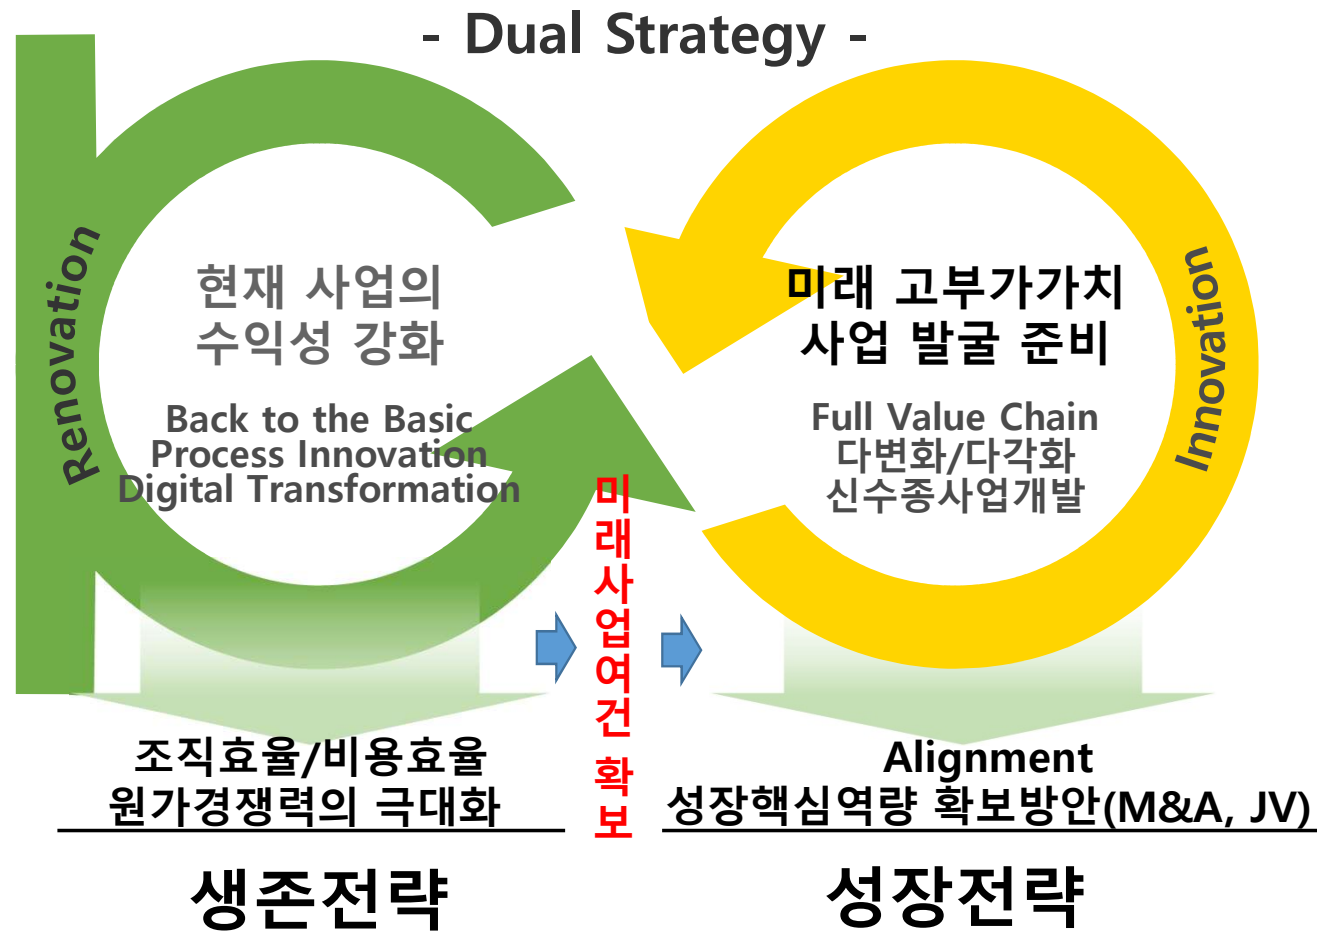 - Dual Strategy -
Renovation
현재 사업의
수익성 강화
Back to the Basic
Process Innovation
Digital Transformation
조직효율/비용효율
원가경쟁력의 극대화
생존전략
미래사업여건 확보
미래 고부가가치
사업 발굴 준비
Full Value Chain
다변화/다각화
신수종사업개발
Innovation
Alignment
성장핵심역량 확보방안(M&A, JV)
성장전략